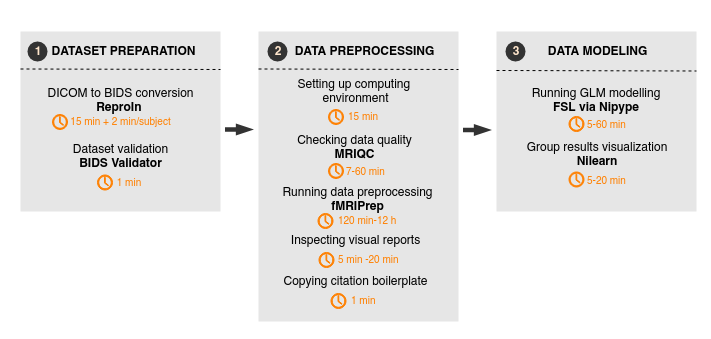 1 DATASET PREPARATION
DICOM to BIDS conversion
ReproIn
15 min + 2 min/subject
Dataset validation
BIDS Validator
1 min
2 DATA PREPROCESSING
Setting up computing
environment
15 min
Checking data quality
MRIQC
7-60 min
Running data preprocessing
fMRIPrep
120 min-12 h
Inspecting visual reports
5 min -20 min
Copying citation boilerplate
1 min
3 DATA MODELING
Running GLM modelling
FSL via Nipype
5-60 min
Group results visualization
Nilearn
5-20 min